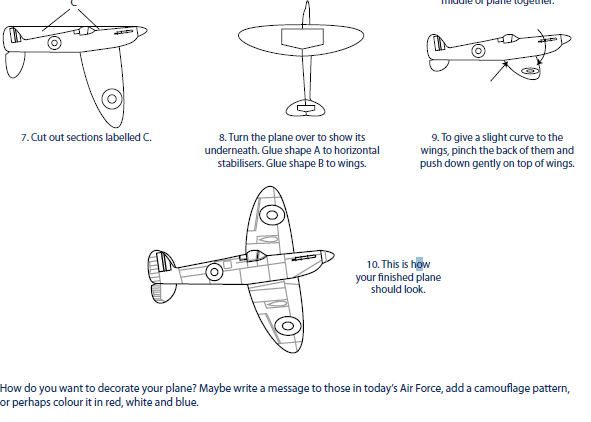 middle of plane together.
C
7. Cut out sections labelled C.
8. Turn the plane over to show its
underneath. Glue shape A to horizontal
stabilisers. Glue shape B to wings.
9. To give a slight curve to the
wings, pinch the back of them and
push down gently on top of wings.
10. This is how
your finished plane
should look.
How do you want to decorate your plane? Maybe write a message to those in today's Air Force, add a camouflage pattern,
or perhaps colour it in red, white and blue.